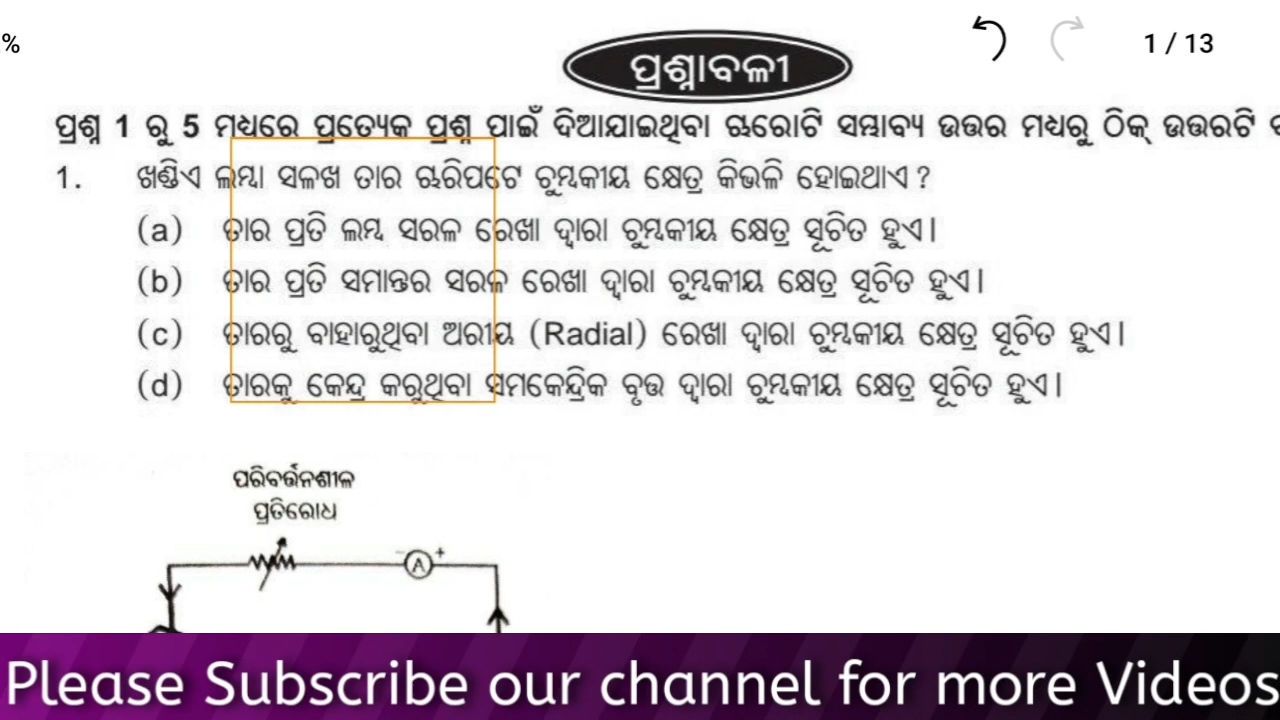 %
1 / 13
ପ୍ରଶ୍ନାବଳୀ
ପ୍ରଶ୍ନ 1 ରୁ 5 ମଧ୍ୟରେ ପ୍ରତ୍ୟେକ ପ୍ରଶ୍ନ ପାଇଁ ଦିଆଯାଇଥିବା ଋରୋଟି ସମ୍ଭାବ୍ୟ ଉତ୍ତର ମଧ୍ୟରୁ ଠିକ୍ ଉତ୍ତରଟି
1. ଖଣ୍ଡିଏ ଲମ୍ବା ସଳଖ ତାର ଋରିପଟେ ଚୁମ୍ବକୀୟ କ୍ଷେତ୍ର କିଭଳି ହୋଇଥାଏ ?
(a) ତାର ପ୍ରତି ଲମ୍ବ ସରଳ ରେଖା ଦ୍ୱାରା ଚୁମ୍ବକୀୟ କ୍ଷେତ୍ର ସୂଚିତ ହୁଏ।
(b) ତାର ପ୍ରତି ସମାନ୍ତର ସରଳ ରେଖା ଦ୍ୱାରା ଚୁମ୍ବକୀୟ କ୍ଷେତ୍ର ସୂଚିତ ହୁଏ।
(c) ତାରରୁ ବାହାରୁଥିବା ଅରୀୟ (Radial) ରେଖା ଦ୍ୱାରା ଚୁମ୍ବକୀୟ କ୍ଷେତ୍ର ସୂଚିତ ହୁଏ।
(d) ତାରକୁ କେନ୍ଦ୍ର କରୁଥିବା ସମକେନ୍ଦ୍ରିକ ବୃତ୍ତ ଦ୍ୱାରା ଚୁମ୍ବକୀୟ କ୍ଷେତ୍ର ସୂଚିତ ହୁଏ।
ପରିବର୍ତ୍ତନଶୀଳ
ପ୍ରତିରୋଧ
− A +
Please Subscribe our channel for more Videos